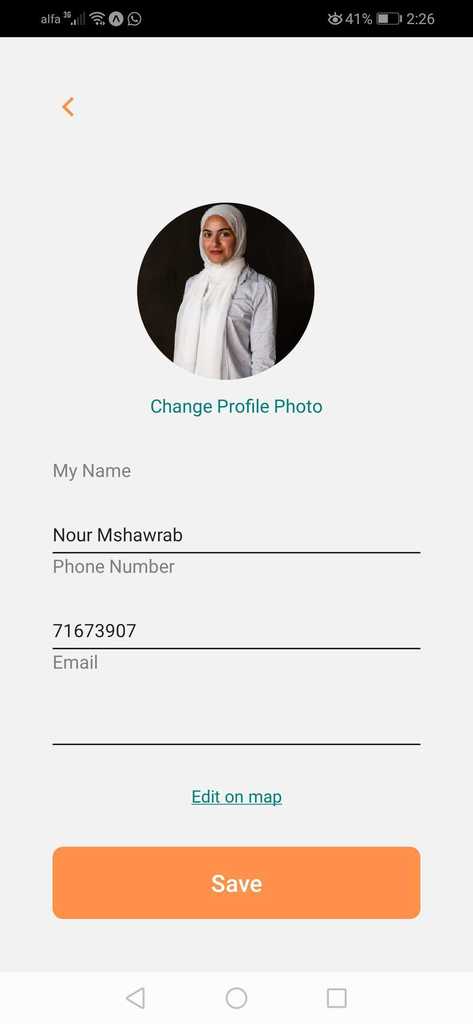 alfa 3G 41% 2:26
Change Profile Photo
My Name
Nour Mshawrab
Phone Number
71673907
Email
Edit on map
Save